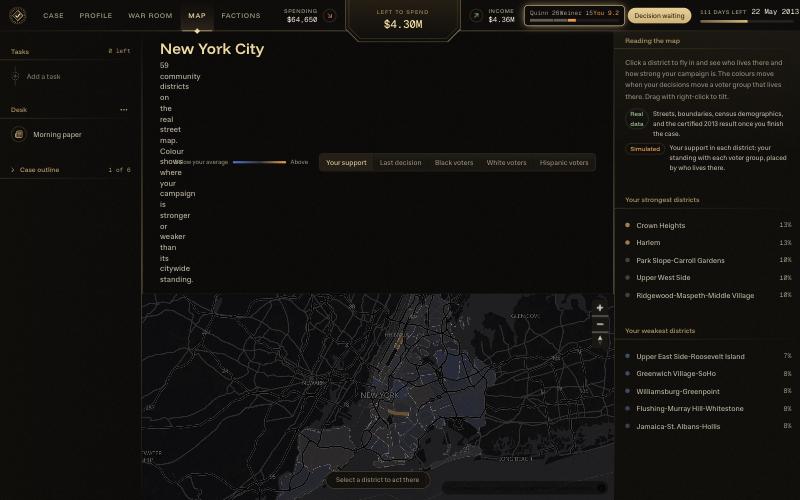 CASE PROFILE WAR ROOM MAP FACTIONS
SPENDING
$64,650
LEFT TO SPEND
$4.30M
INCOME
$4.36M
Quinn 26 Weiner 15 You 9.2
Decision waiting
111 DAYS LEFT 22 May 2013
Tasks 0 left
Add a task
Desk
Morning paper
Case outline 1 of 6
New York City
59
community
districts
on
the
real
street
map.
Colour
shows
where
your
campaign
is
stronger
or
weaker
than
its
citywide
standing.
your average Above
Your support Last decision Black voters White voters Hispanic voters
NEWARK
NEW YORK
GLEN COVE
LONG BEACH
Select a district to act there
Reading the map
Click a district to fly in and see who lives there and
how strong your campaign is. The colours move
when your decisions move a voter group that lives
there. Drag with right-click to tilt.
Real
data
Streets, boundaries, census demographics,
and the certified 2013 result once you finish
the case.
Simulated
Your support in each district: your
standing with each voter group, placed
by who lives there.
Your strongest districts
Crown Heights 13%
Harlem 13%
Park Slope-Carroll Gardens 10%
Upper West Side 10%
Ridgewood-Maspeth-Middle Village 10%
Your weakest districts
Upper East Side-Roosevelt Island 7%
Greenwich Village-SoHo 8%
Williamsburg-Greenpoint 8%
Flushing-Murray Hill-Whitestone 8%
Jamaica-St. Albans-Hollis 8%